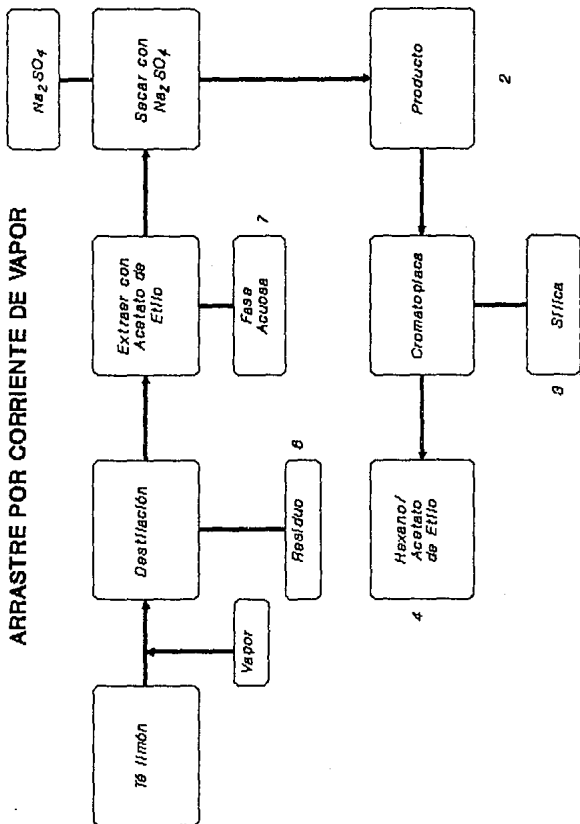 ARRASTRE POR CORRIENTE DE VAPOR
Té limón
Vapor
Destilación
Residuo
6
Extraer con
Acetato de
Etilo
Fase
Acuosa
7
Na2SO4
Secar con
Na2SO4
Producto
2
Cromatoplaca
Sílica
3
Hexano/
Acetato
de Etilo
4